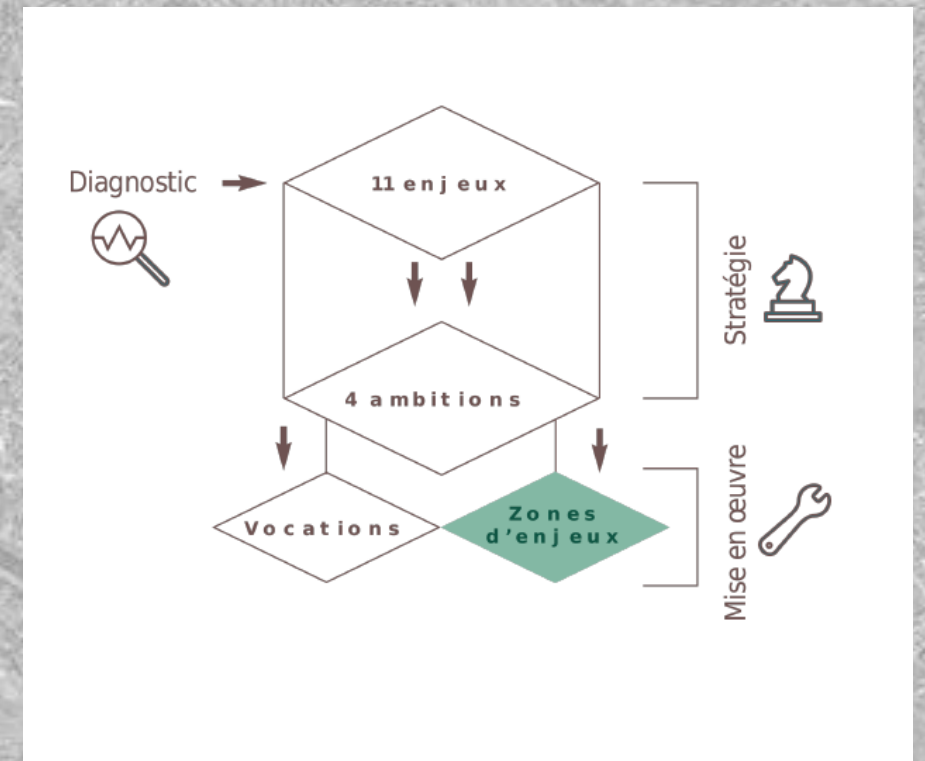 Diagnostic
11 enjeux
4 ambitions
Stratégie
Vocations
Zones
d’enjeux
Mise en œuvre